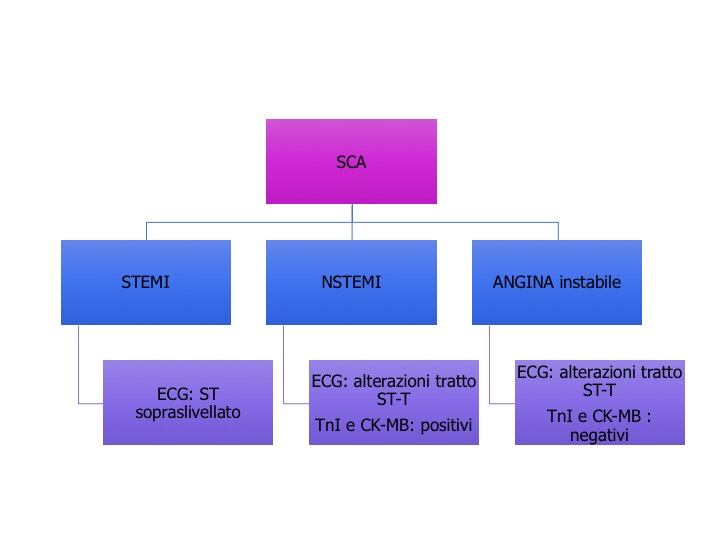 SCA
STEMI
NSTEMI
ANGINA instabile
ECG: ST
sopraslivellato
ECG: alterazioni tratto
ST-T
TnI e CK-MB: positivi
ECG: alterazioni tratto
ST-T
TnI e CK-MB :
negativi